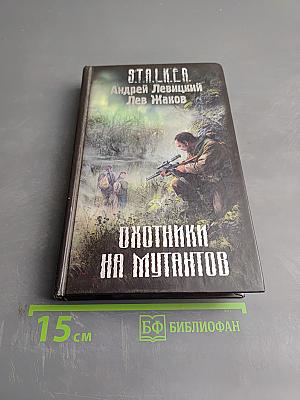 S.T.A.L.K.E.R.
Андрей Левицкий
Лев Жаков
ОХОТНИКИ
НА МУТАНТОВ
15 см
БФ БИБЛИОФАН